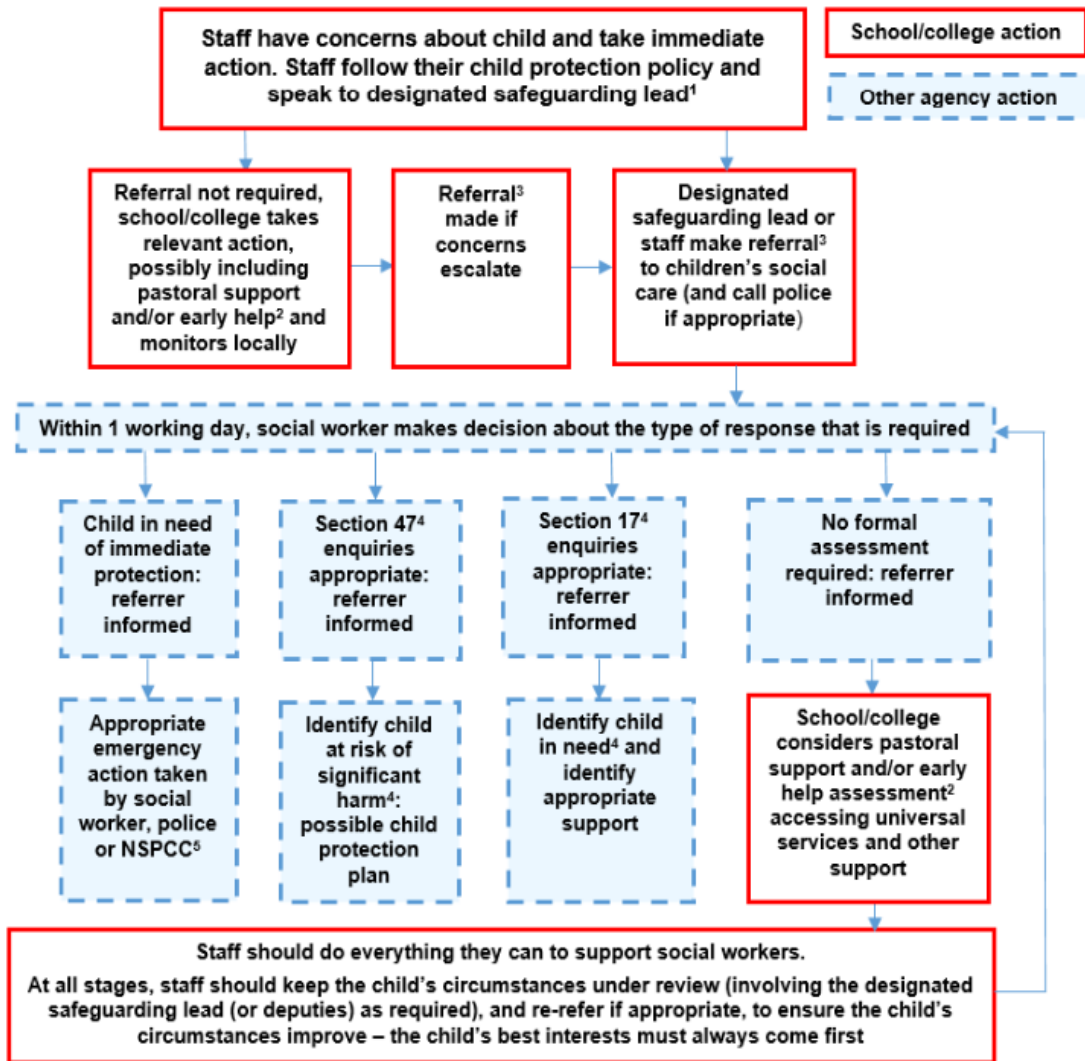 Staff have concerns about child and take immediate
action. Staff follow their child protection policy and
speak to designated safeguarding lead¹
School/college action
Other agency action
Referral not required,
school/college takes
relevant action,
possibly including
pastoral support
and/or early help² and
monitors locally
Referral³
made if
concerns
escalate
Designated
safeguarding lead or
staff make referral³
to children’s social
care (and call police
if appropriate)
Within 1 working day, social worker makes decision about the type of response that is required
Child in need
of immediate
protection:
referrer
informed
Section 47⁴
enquiries
appropriate:
referrer
informed
Section 17⁴
enquiries
appropriate:
referrer
informed
No formal
assessment
required: referrer
informed
Appropriate
emergency
action taken
by social
worker, police
or NSPCC⁵
Identify child
at risk of
significant
harm⁴:
possible child
protection
plan
Identify child
in need⁴ and
identify
appropriate
support
School/college
considers pastoral
support and/or early
help assessment²
accessing universal
services and other
support
Staff should do everything they can to support social workers.
At all stages, staff should keep the child’s circumstances under review (involving the designated
safeguarding lead (or deputies) as required), and re-refer if appropriate, to ensure the child’s
circumstances improve – the child’s best interests must always come first